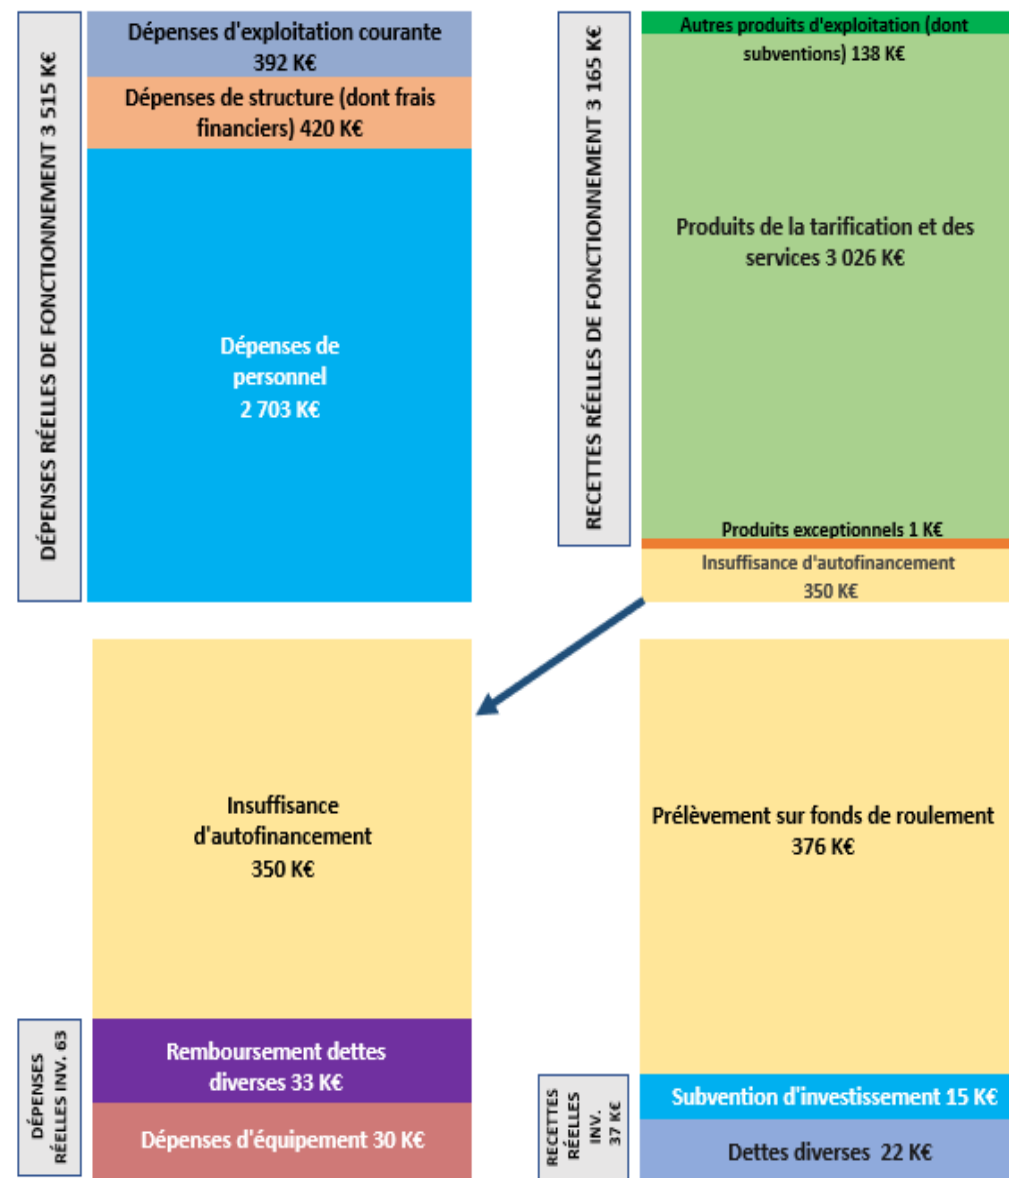 DÉPENSES RÉELLES DE FONCTIONNEMENT 3 515 K€
Dépenses d'exploitation courante
392 K€
Dépenses de structure (dont frais
financiers) 420 K€
Dépenses de
personnel
2 703 K€
RECETTES RÉELLES DE FONCTIONNEMENT 3 165 K€
Autres produits d'exploitation (dont
subventions) 138 K€
Produits de la tarification et des
services 3 026 K€
Produits exceptionnels 1 K€
Insuffisance d'autofinancement
350 K€
Insuffisance
d'autofinancement
350 K€
DÉPENSES
RÉELLES INV. 63
Remboursement dettes
diverses 33 K€
Dépenses d'équipement 30 K€
Prélèvement sur fonds de roulement
376 K€
RECETTES
RÉELLES
INV.
37 K€
Subvention d'investissement 15 K€
Dettes diverses 22 K€